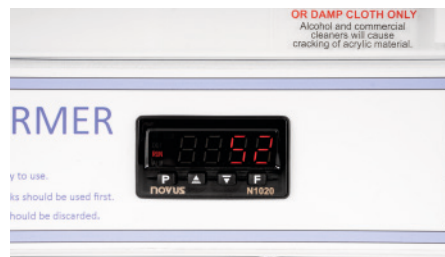 OR DAMP CLOTH ONLY
Alcohol and commercial
cleaners will cause
cracking of acrylic material.
RMER
52
RUN
y to use.
P
F
ks should be used first.
novus
N1020
hould be discarded.